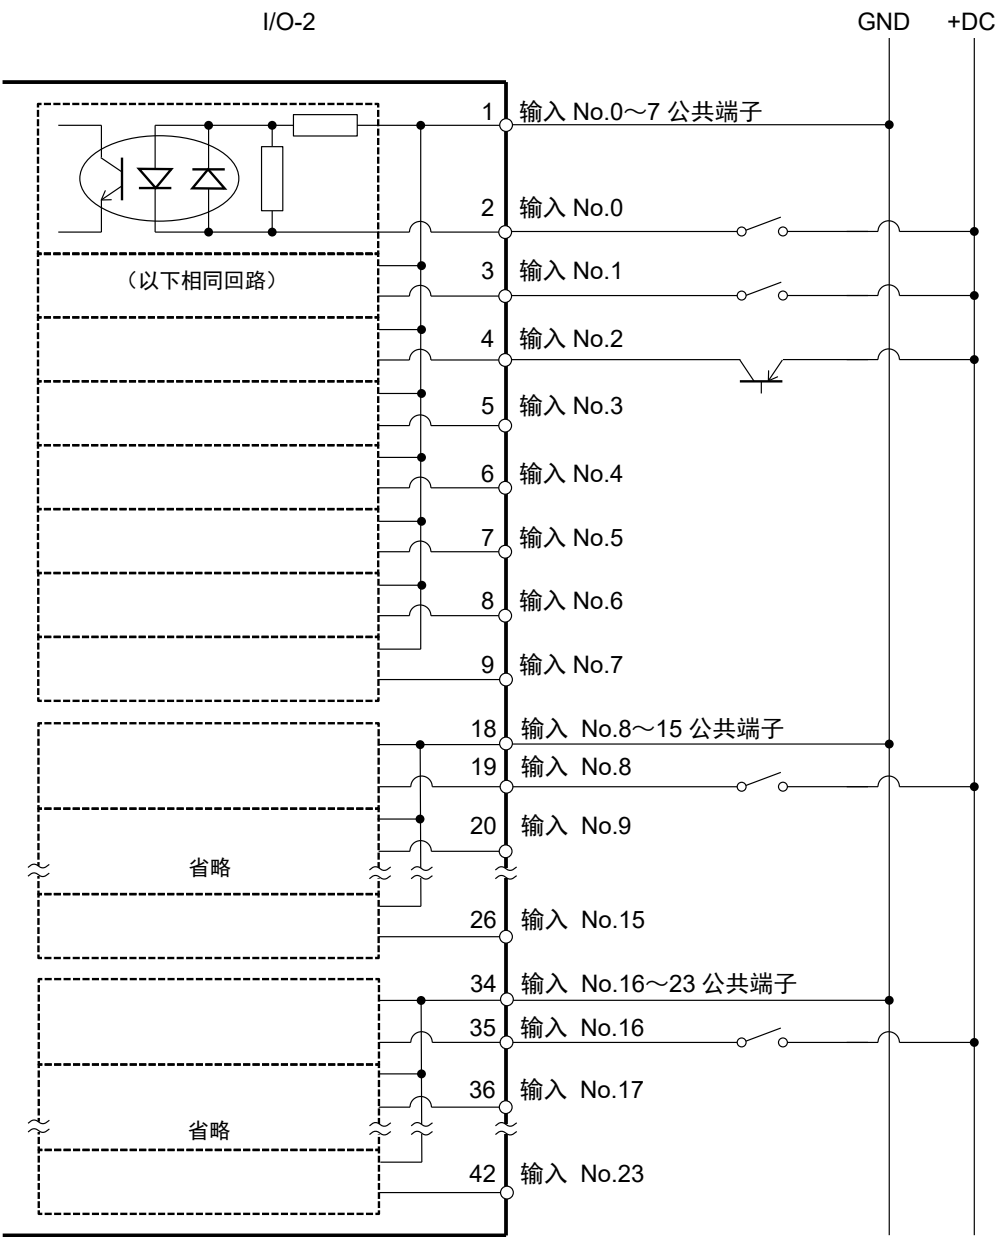 I/O-2
GND
+DC
1 输入 No.0～7 公共端子
2 输入 No.0
（以下相同回路）
3 输入 No.1
4 输入 No.2
5 输入 No.3
6 输入 No.4
7 输入 No.5
8 输入 No.6
9 输入 No.7
18 输入 No.8～15 公共端子
19 输入 No.8
20 输入 No.9
省略
26 输入 No.15
34 输入 No.16～23 公共端子
35 输入 No.16
36 输入 No.17
省略
42 输入 No.23